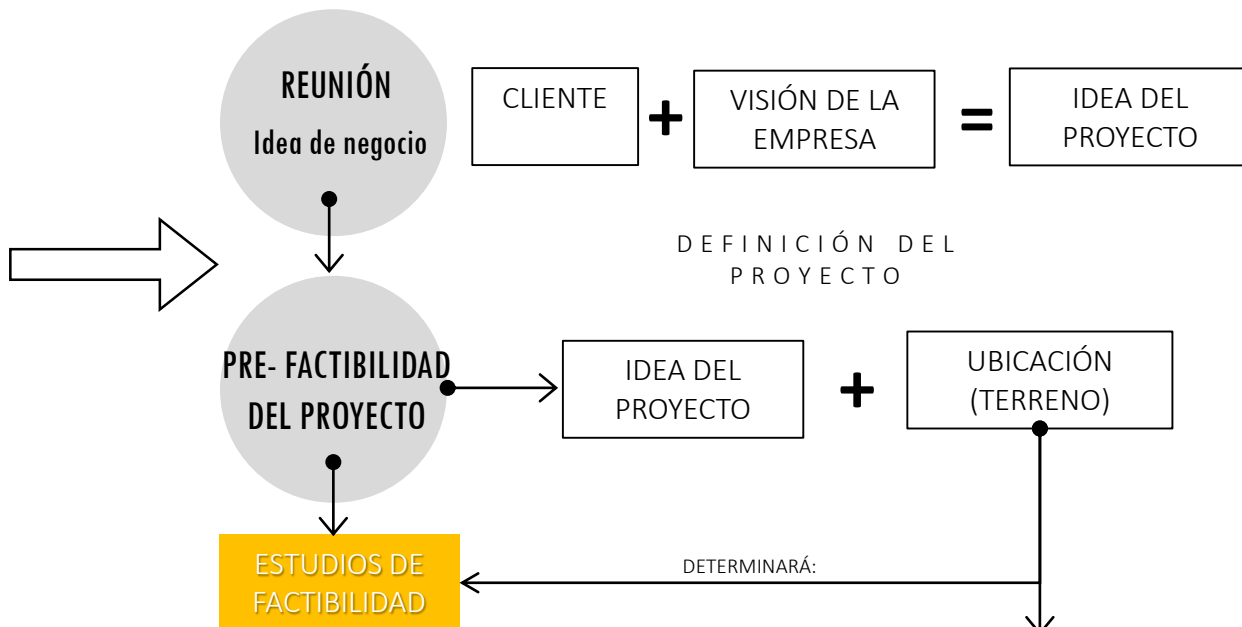 REUNIÓN
Idea de negocio
CLIENTE
+
VISIÓN DE LA
EMPRESA
=
IDEA DEL
PROYECTO
DEFINICIÓN DEL
PROYECTO
PRE- FACTIBILIDAD
DEL PROYECTO
IDEA DEL
PROYECTO
+
UBICACIÓN
(TERRENO)
ESTUDIOS DE
FACTIBILIDAD
DETERMINARÁ: